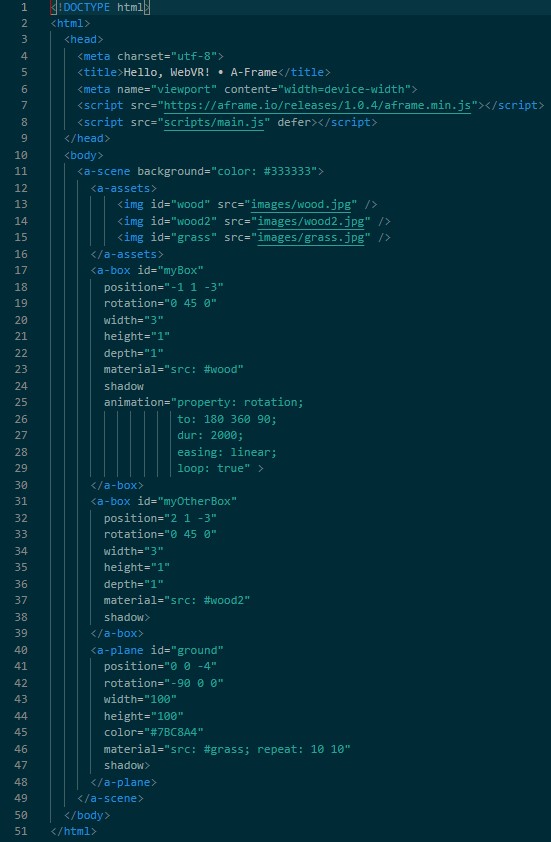 1 <!DOCTYPE html>
2 <html>
3   <head>
4     <meta charset="utf-8">
5     <title>Hello, WebVR! • A-Frame</title>
6     <meta name="viewport" content="width=device-width">
7     <script src="https://aframe.io/releases/1.0.4/aframe.min.js"></script>
8     <script src="scripts/main.js" defer></script>
9   </head>
10   <body>
11     <a-scene background="color: #333333">
12       <a-assets>
13           <img id="wood" src="images/wood.jpg" />
14           <img id="wood2" src="images/wood2.jpg" />
15           <img id="grass" src="images/grass.jpg" />
16       </a-assets>
17       <a-box id="myBox"
18         position="-1 1 -3"
19         rotation="0 45 0"
20         width="3"
21         height="1"
22         depth="1"
23         material="src: #wood"
24         shadow
25         animation="property: rotation;
26                    to: 180 360 90;
27                    dur: 2000;
28                    easing: linear;
29                    loop: true" >
30       </a-box>
31       <a-box id="myOtherBox"
32         position="2 1 -3"
33         rotation="0 45 0"
34         width="3"
35         height="1"
36         depth="1"
37         material="src: #wood2"
38         shadow>
39       </a-box>
40       <a-plane id="ground"
41         position="0 0 -4"
42         rotation="-90 0 0"
43         width="100"
44         height="100"
45         color="#7BC8A4"
46         material="src: #grass; repeat: 10 10"
47         shadow>
48       </a-plane>
49     </a-scene>
50   </body>
51 </html>